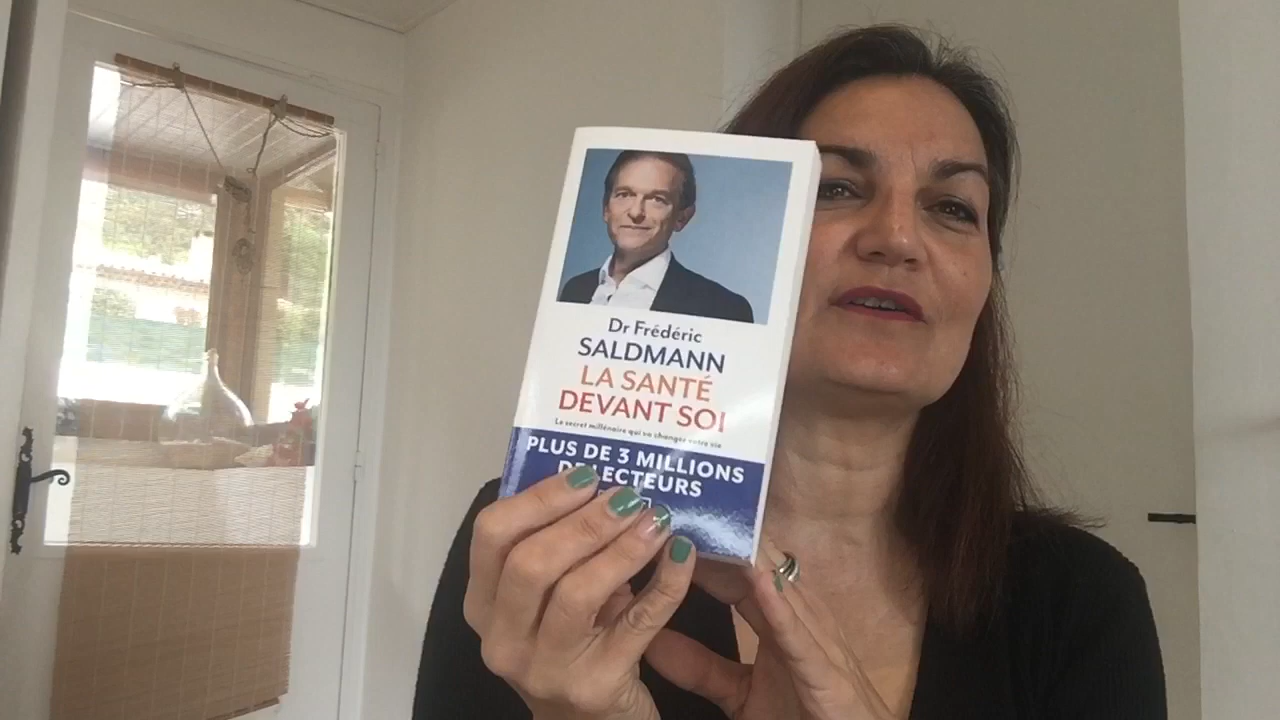 Dr Frédéric
SALDMANN
LA SANTÉ
DEVANT SOI
Le secret millénaire qui va changer votre vie
PLUS DE 3 MILLIONS
DE LECTEURS